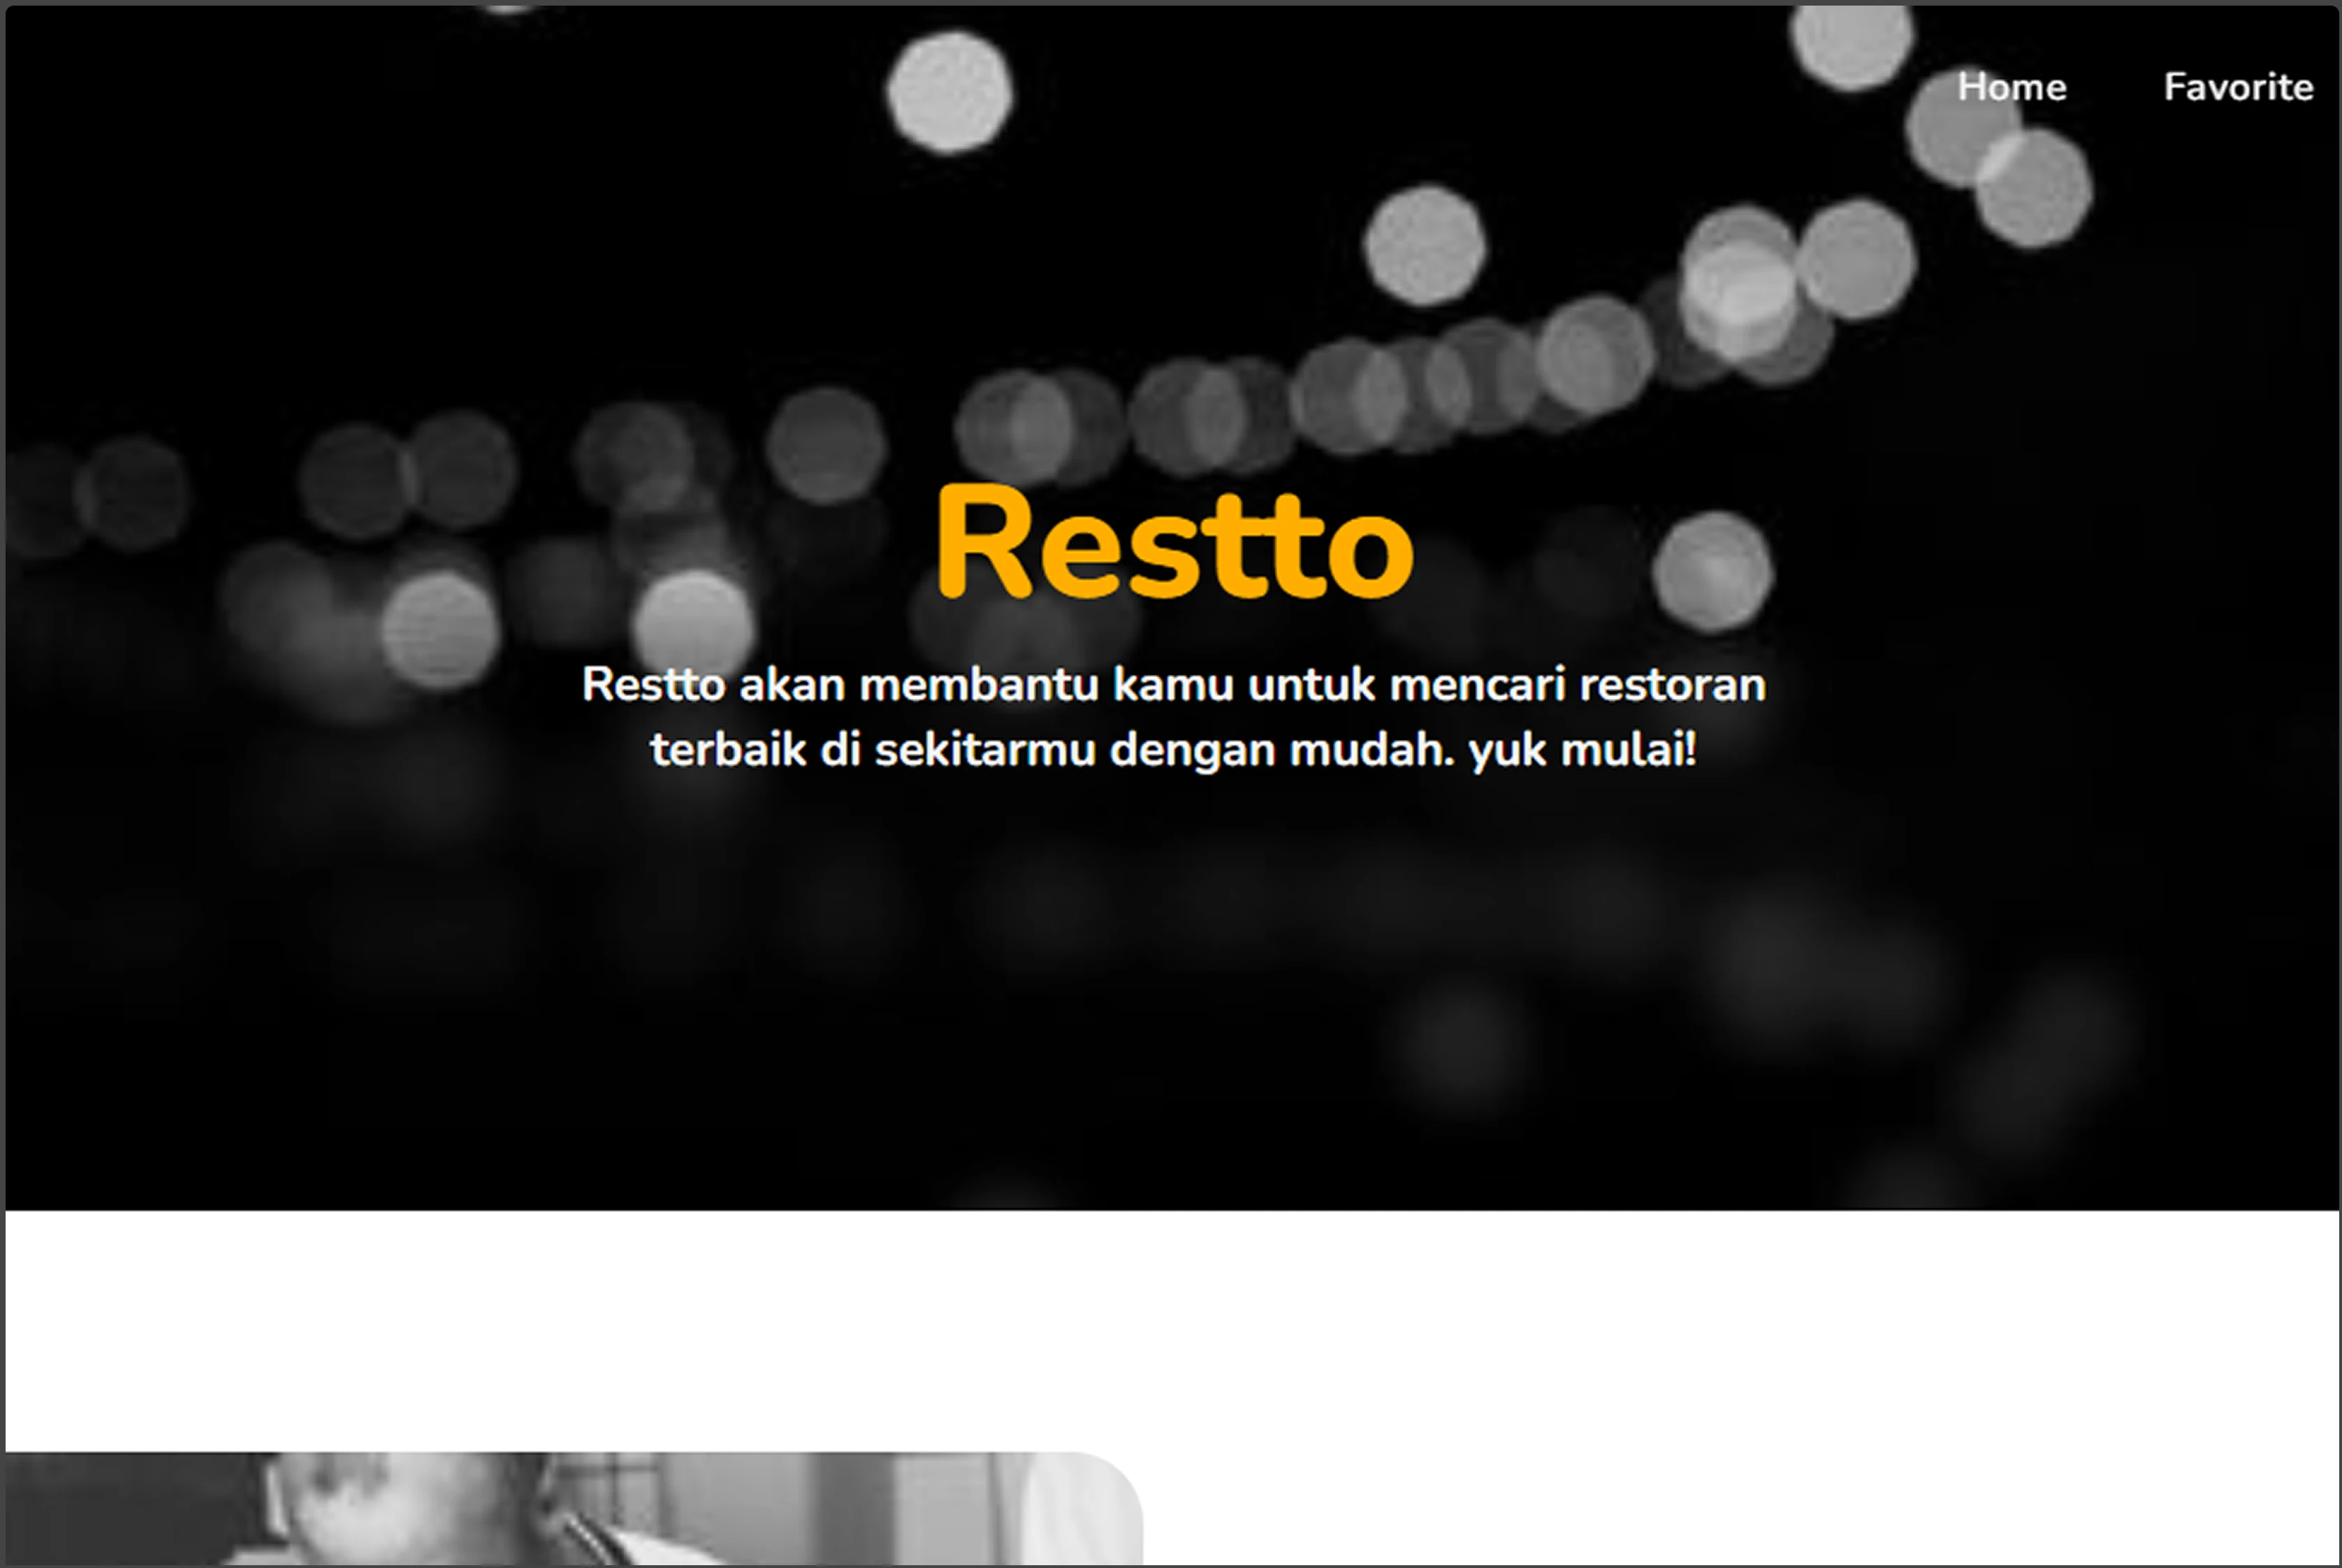 Home Favorite
Restto
Restto akan membantu kamu untuk mencari restoran
terbaik di sekitarmu dengan mudah. yuk mulai!